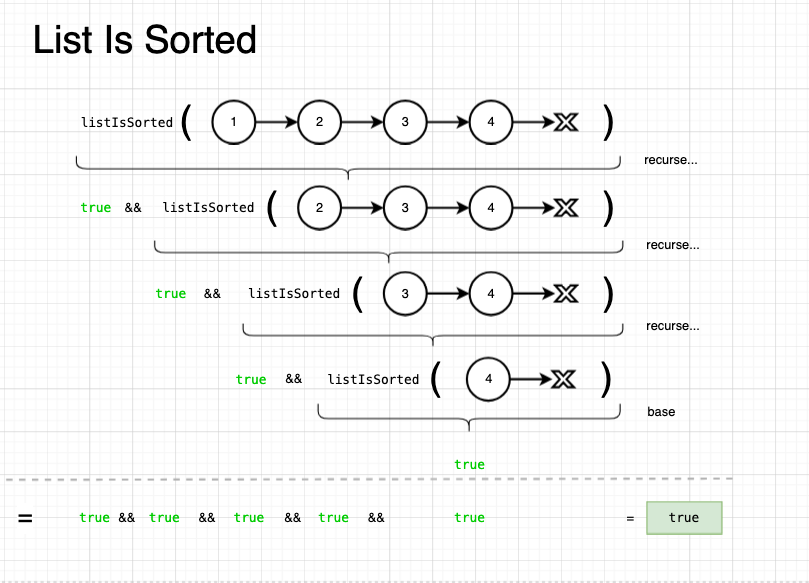 List Is Sorted
listIsSorted ( 1 2 3 4 X )
recurse...
true && listIsSorted ( 2 3 4 X )
recurse...
true && listIsSorted ( 3 4 X )
recurse...
true && listIsSorted ( 4 X )
base
true
= true && true && true && true && true = true